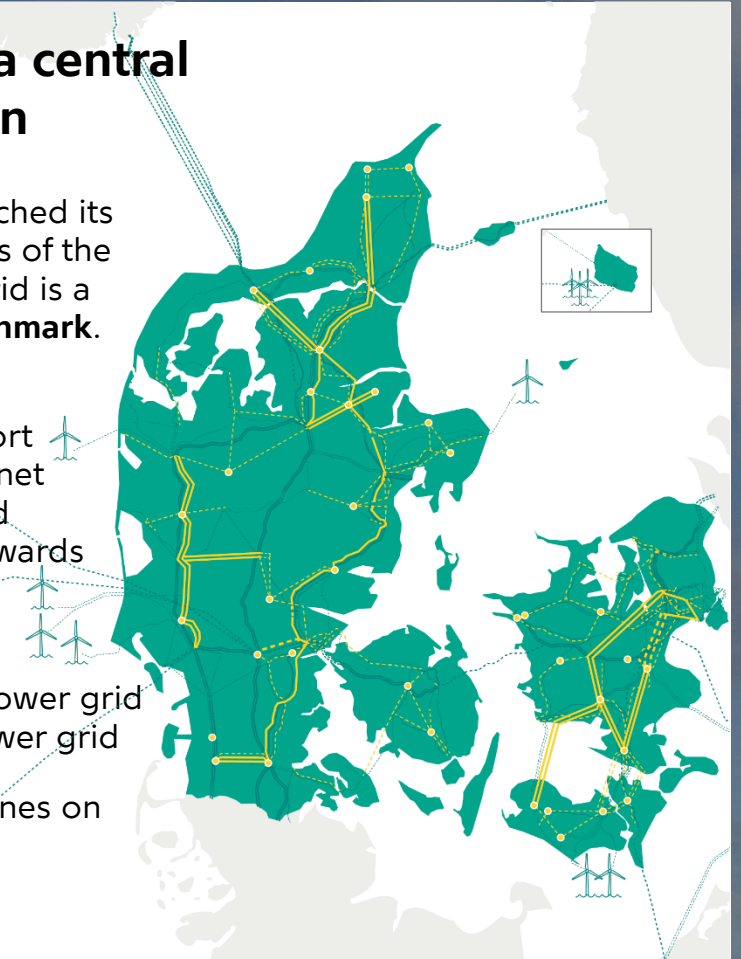 a central
n
ched its
s of the
id is a
nmark.
ort
net
d
wards
ower grid
wer grid
nes on